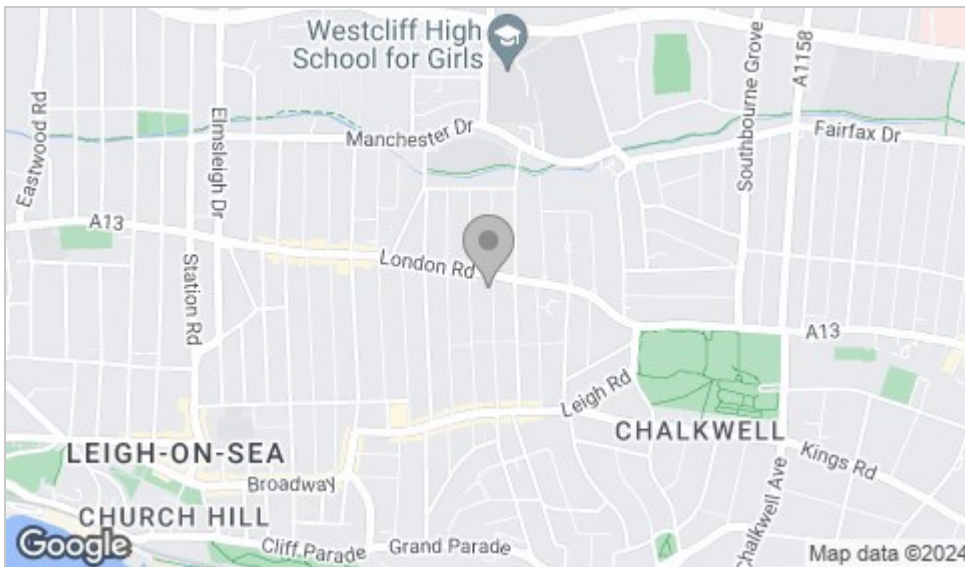 Westcliff High
School for Girls
Southbourne Grove
A1158
Eastwood Rd
Elmsleigh Dr
Manchester Dr
Fairfax Dr
A13
London Rd
Station Rd
A13
Leigh Rd
CHALKWELL
Kings Rd
LEIGH-ON-SEA
Broadway
Chalkwell Ave
CHURCH HILL
Google
Cliff Parade
Grand Parade
Map data ©2024